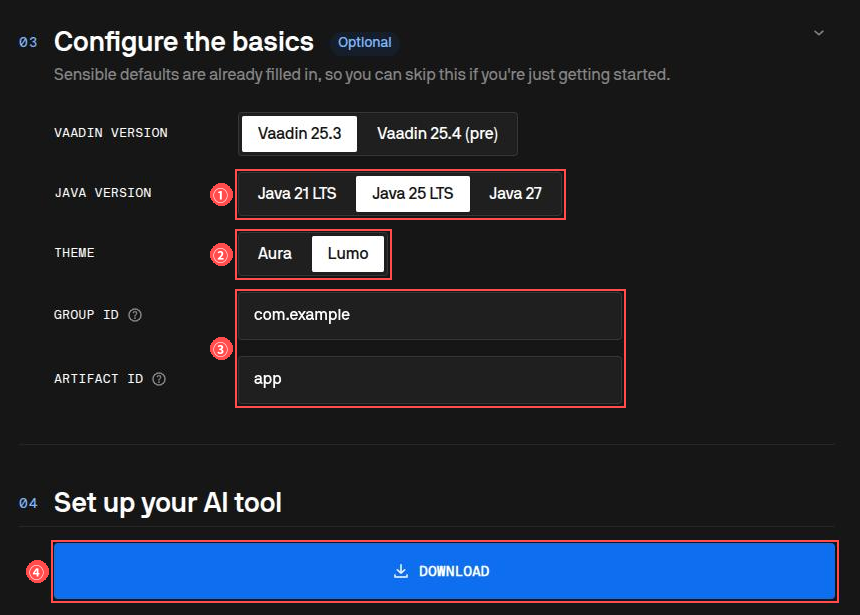 03 Configure the basics Optional
Sensible defaults are already filled in, so you can skip this if you're just getting started.
VAADIN VERSION Vaadin 25.3 Vaadin 25.4 (pre)
JAVA VERSION 1 Java 21 LTS Java 25 LTS Java 27
THEME 2 Aura Lumo
GROUP ID ? com.example
3
ARTIFACT ID ? app
04 Set up your AI tool
4 DOWNLOAD